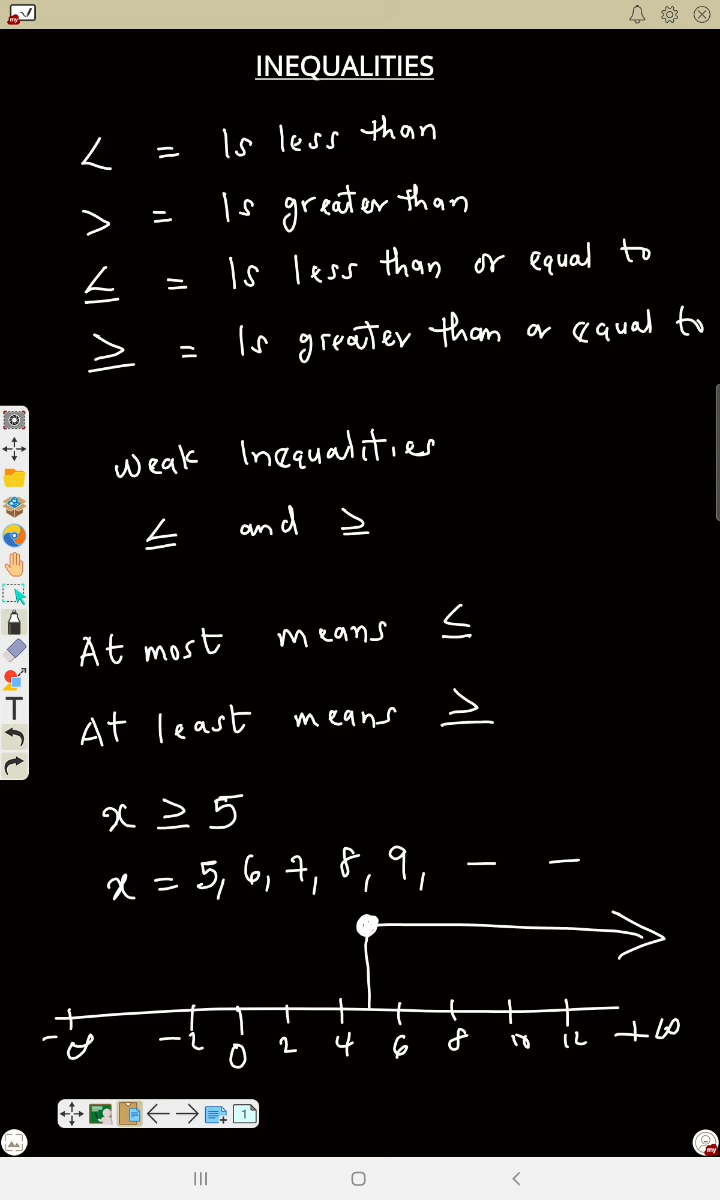 INEQUALITIES
< = Is less than
> = Is greater than
≤ = Is less than or equal to
≥ = Is greater than or equal to
Weak Inequalities
≤ and ≥
At most means ≤
At least means ≥
x ≥ 5
x = 5, 6, 7, 8, 9, – –
-∞ -2 0 2 4 6 8 10 12 +∞
T
1